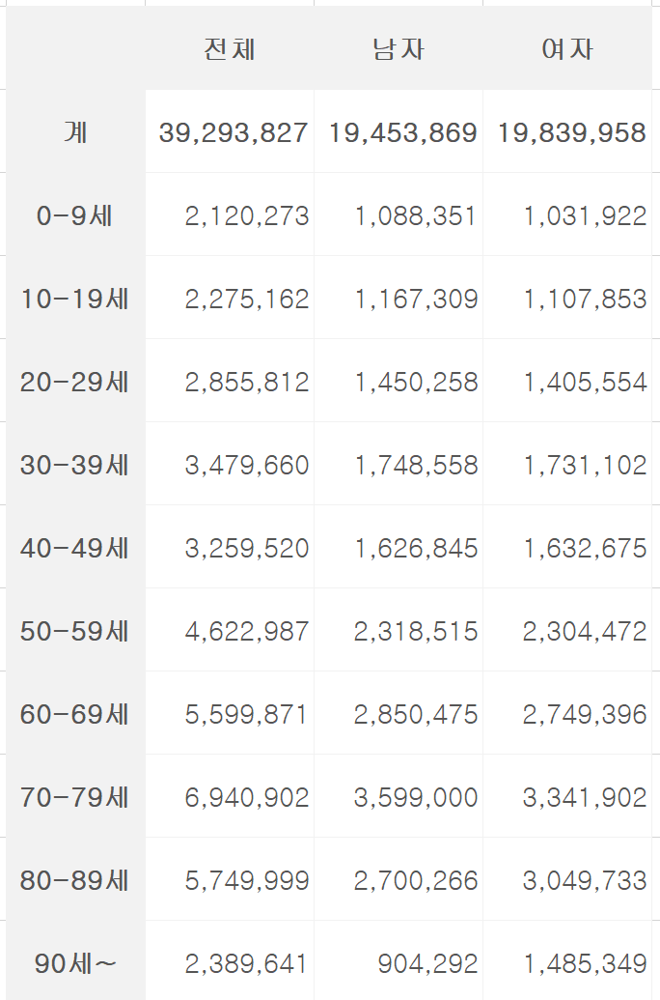 전체 남자 여자
계 39,293,827 19,453,869 19,839,958
0-9세 2,120,273 1,088,351 1,031,922
10-19세 2,275,162 1,167,309 1,107,853
20-29세 2,855,812 1,450,258 1,405,554
30-39세 3,479,660 1,748,558 1,731,102
40-49세 3,259,520 1,626,845 1,632,675
50-59세 4,622,987 2,318,515 2,304,472
60-69세 5,599,871 2,850,475 2,749,396
70-79세 6,940,902 3,599,000 3,341,902
80-89세 5,749,999 2,700,266 3,049,733
90세~ 2,389,641 904,292 1,485,349